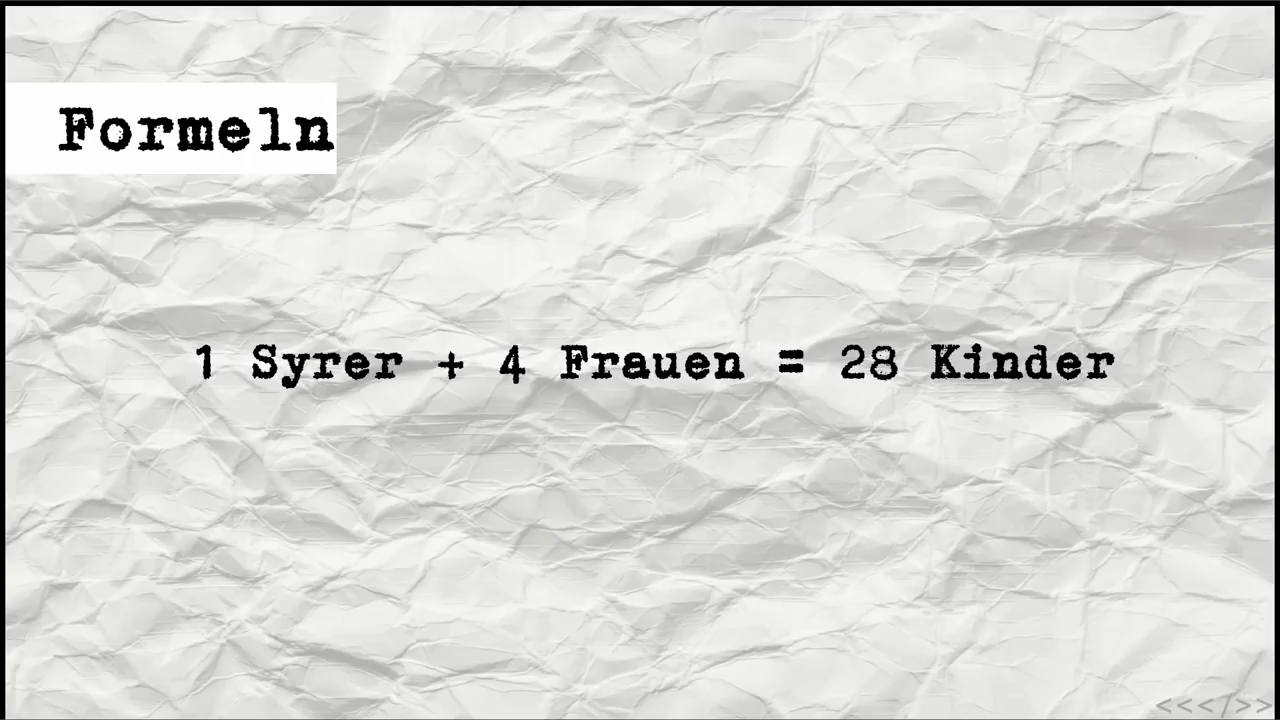 Formeln
1 Syrer + 4 Frauen = 28 Kinder
<<</>>